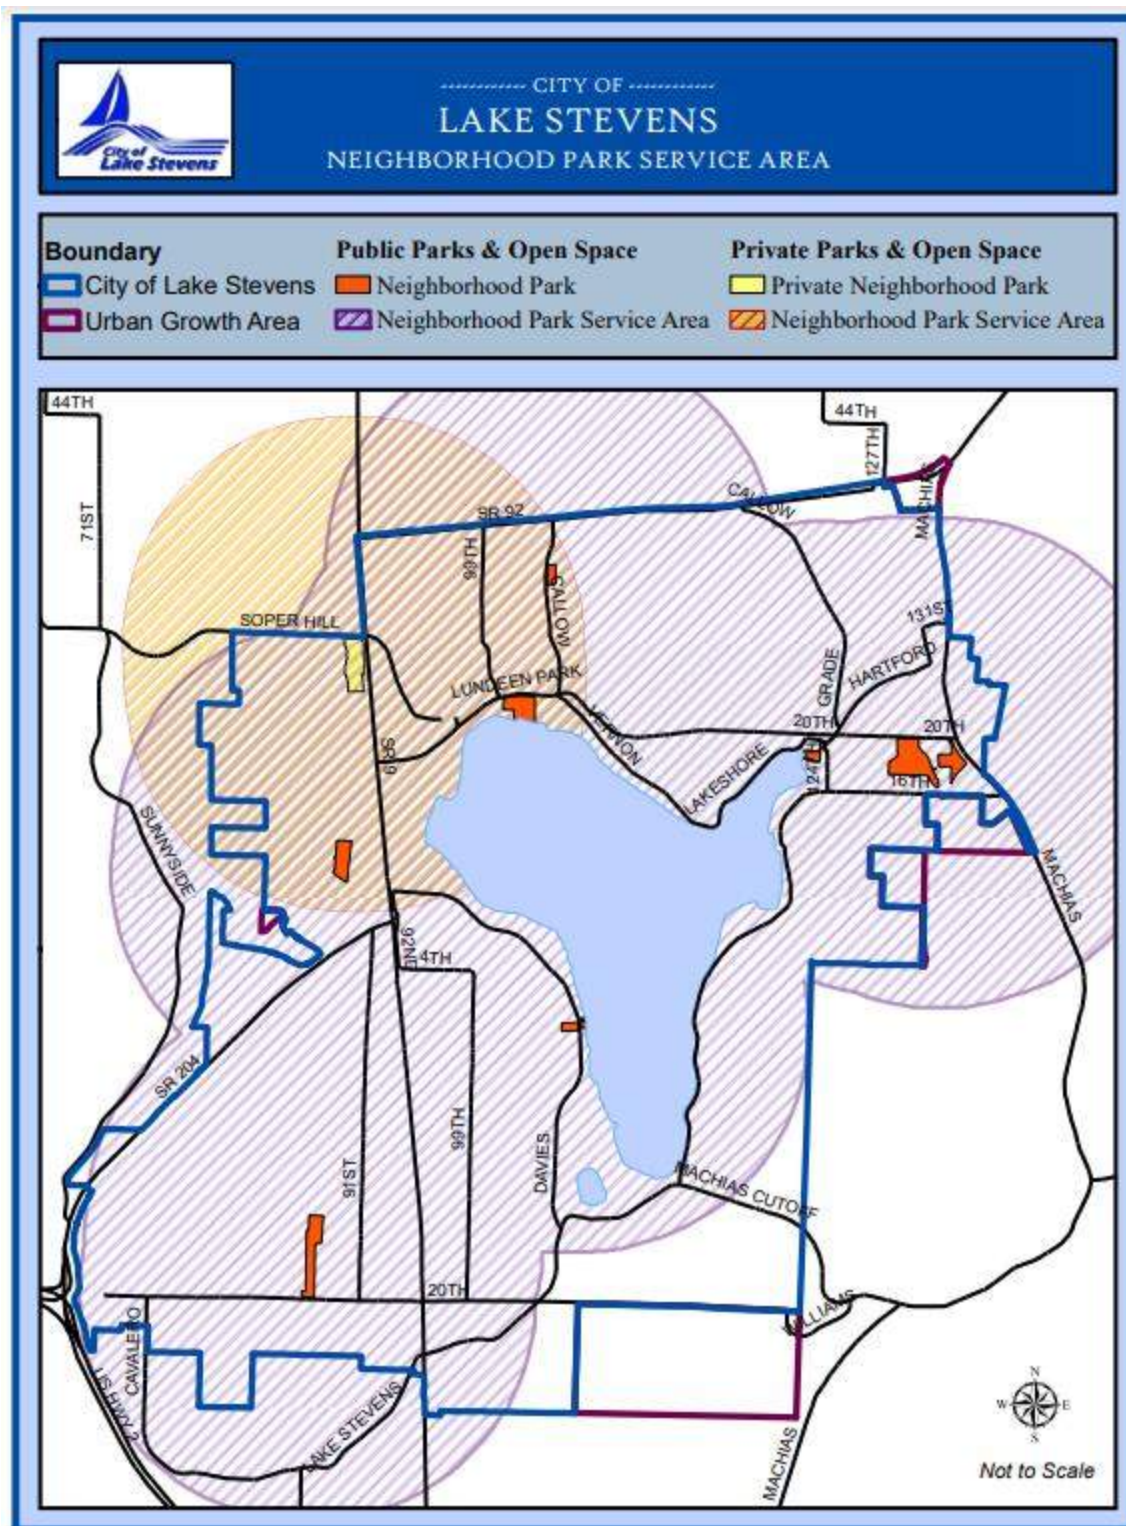 ------------ CITY OF ------------
LAKE STEVENS
NEIGHBORHOOD PARK SERVICE AREA
City of
Lake Stevens
Boundary
City of Lake Stevens
Urban Growth Area
Public Parks & Open Space
Neighborhood Park
Neighborhood Park Service Area
Private Parks & Open Space
Private Neighborhood Park
Neighborhood Park Service Area
44TH
44TH
127TH
MACHIAS
71ST
SR 92
CALLOW
99TH
CALLOW
SOPER HILL
131ST
HARTFORD
GRADE
LUNDEEN PARK
VERNON
20TH
20TH
SR 9
LAKESHORE
124TH
16TH
SUNNYSIDE
MACHIAS
92ND
4TH
SR 204
99TH
91ST
DAVIES
MACHIAS CUTOFF
20TH
WILLIAMS
CAVALERO
US HWY 2
LAKE STEVENS
MACHIAS
N
W
E
S
Not to Scale